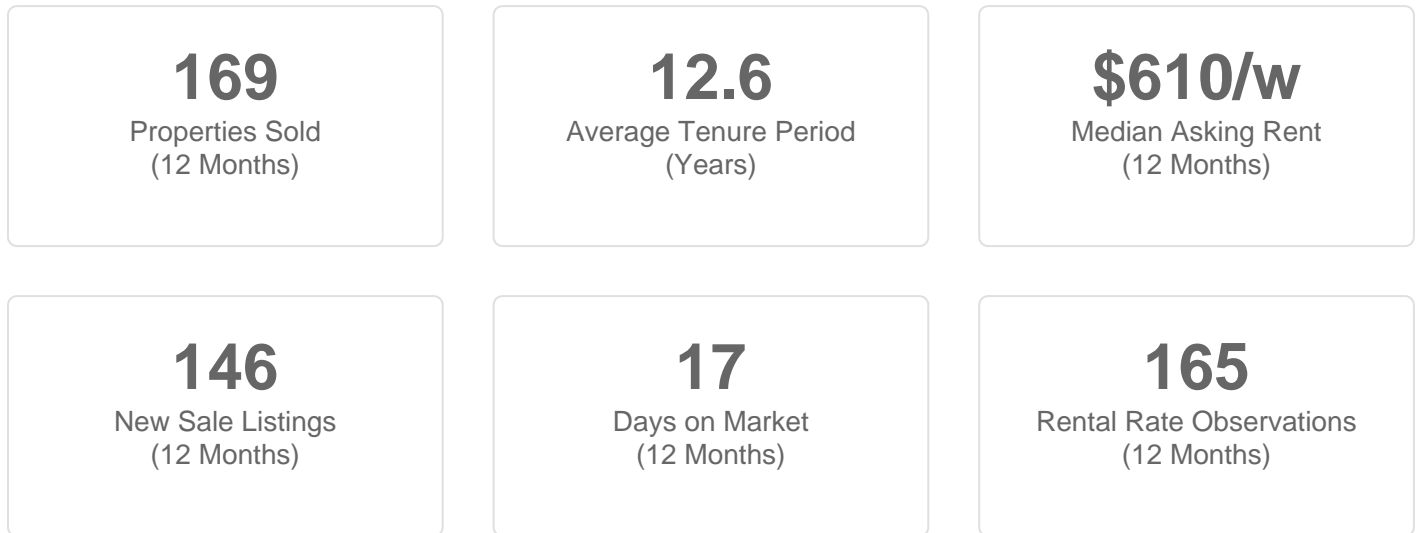 169
Properties Sold
(12 Months)
12.6
Average Tenure Period
(Years)
$610/w
Median Asking Rent
(12 Months)
146
New Sale Listings
(12 Months)
17
Days on Market
(12 Months)
165
Rental Rate Observations
(12 Months)